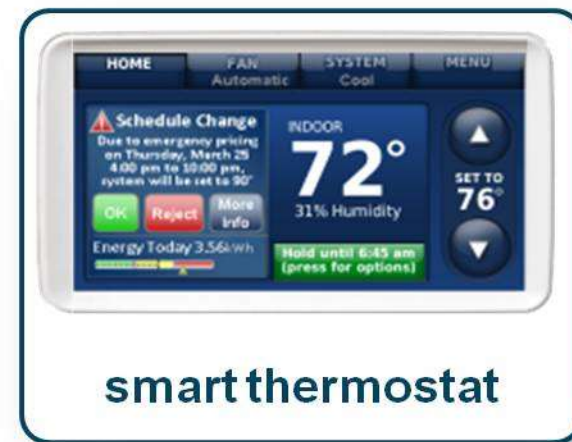 HOME
FAN
Automatic
SYSTEM
Cool
MENU
Schedule Change
Due to emergency pricing
on Thursday, March 25
4:00 pm to 10:00 pm,
system will be set to 90°
OK
Reject
More
Info
Energy Today 3.56kWh
INDOOR
72°
31% Humidity
Hold until 6:45 am
(press for options)
SET TO
76°
smart thermostat